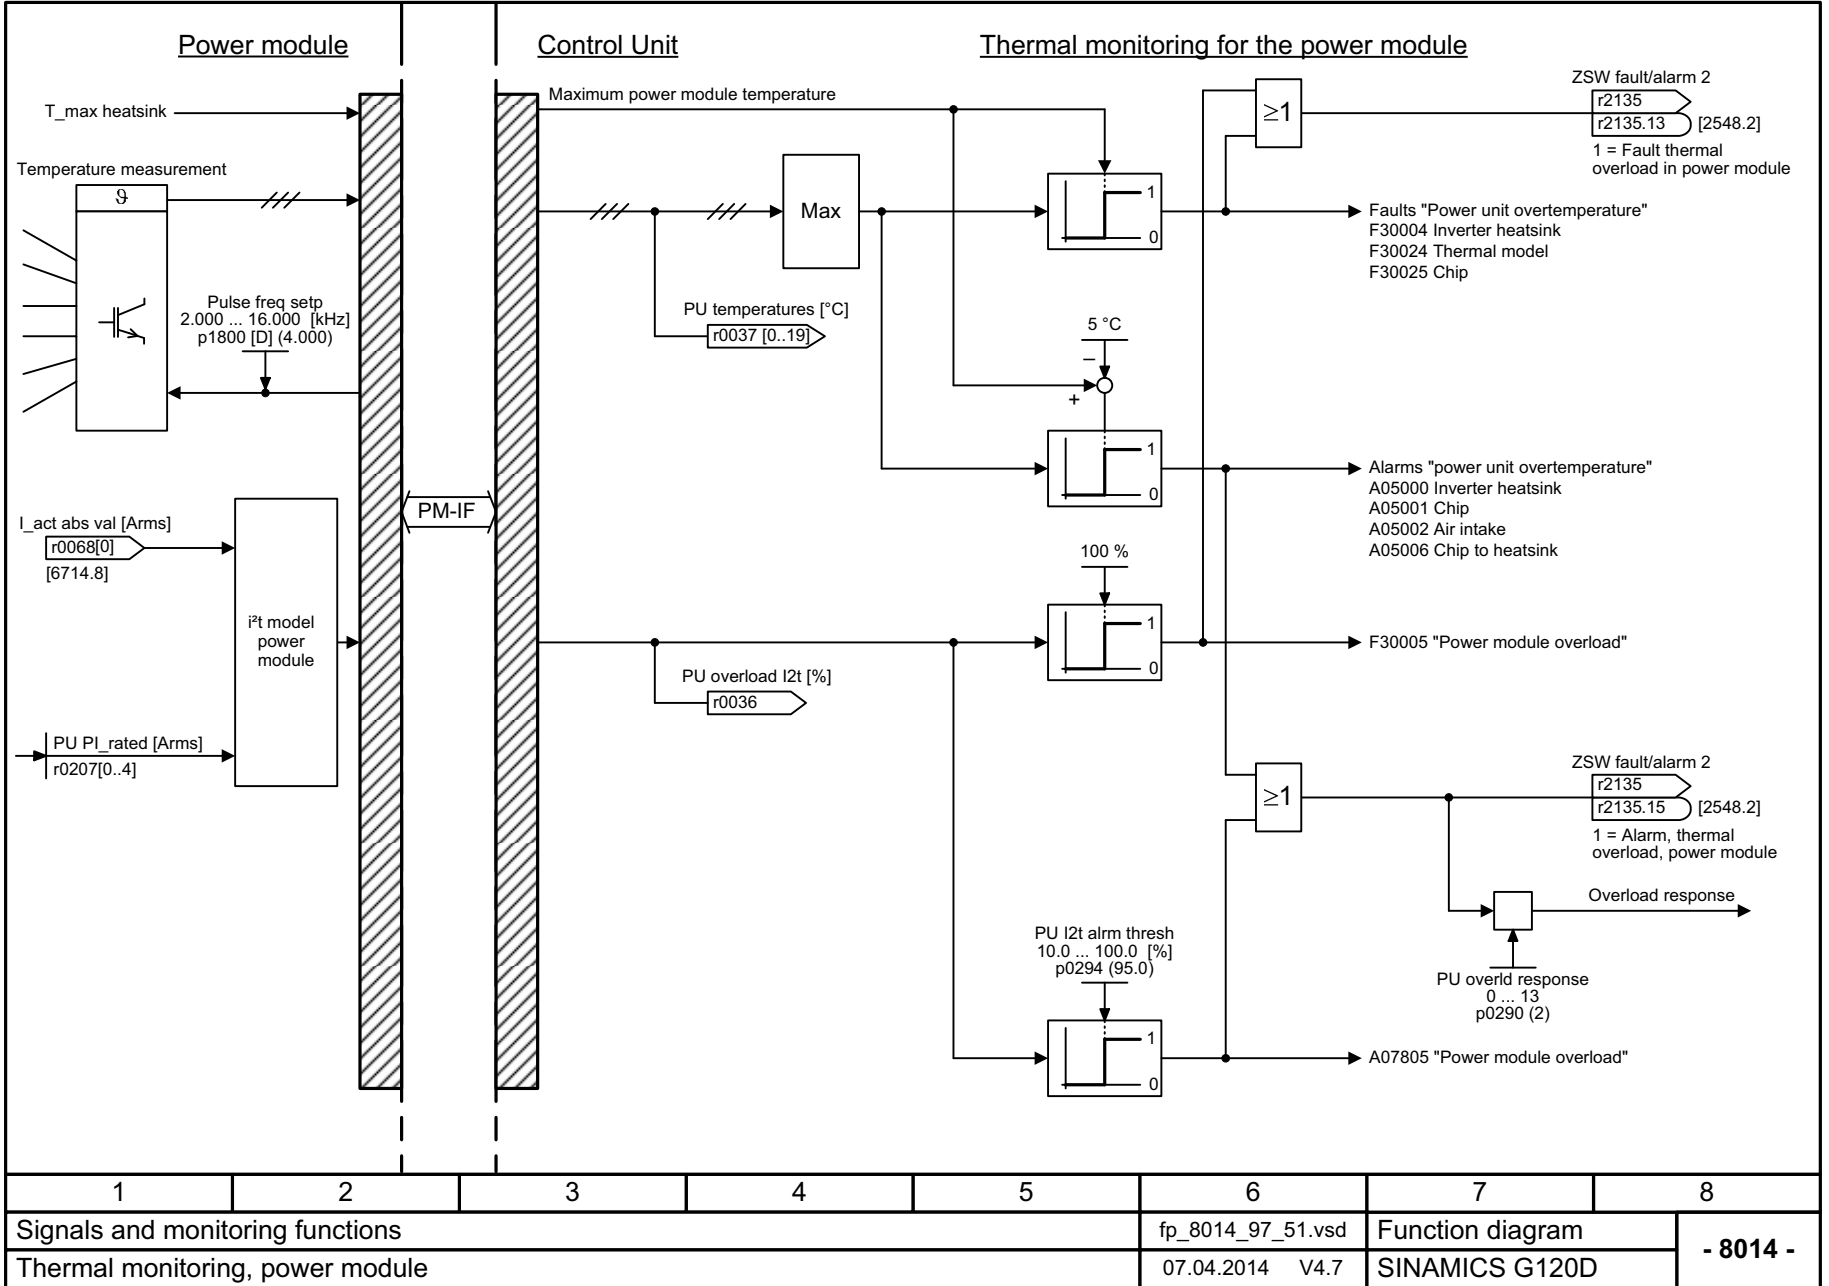 Power module
Control Unit
Thermal monitoring for the power module
T_max heatsink
Temperature measurement
ϑ
Pulse freq setp
2.000 ... 16.000 [kHz]
p1800 [D] (4.000)
I_act abs val [Arms]
r0068[0]
[6714.8]
i²t model
power
module
PU PI_rated [Arms]
r0207[0..4]
PM-IF
Maximum power module temperature
Max
PU temperatures [°C]
r0037 [0..19]
PU overload I2t [%]
r0036
1
0
5 °C
–
+
1
0
100 %
1
0
PU I2t alrm thresh
10.0 ... 100.0 [%]
p0294 (95.0)
1
0
≥1
ZSW fault/alarm 2
r2135
r2135.13
[2548.2]
1 = Fault thermal
overload in power module
Faults "Power unit overtemperature"
F30004 Inverter heatsink
F30024 Thermal model
F30025 Chip
Alarms "power unit overtemperature"
A05000 Inverter heatsink
A05001 Chip
A05002 Air intake
A05006 Chip to heatsink
F30005 "Power module overload"
≥1
ZSW fault/alarm 2
r2135
r2135.15
[2548.2]
1 = Alarm, thermal
overload, power module
Overload response
PU overld response
0 ... 13
p0290 (2)
A07805 "Power module overload"
1 2 3 4 5 6 7 8
Signals and monitoring functions
fp_8014_97_51.vsd
Function diagram
- 8014 -
Thermal monitoring, power module
07.04.2014 V4.7
SINAMICS G120D